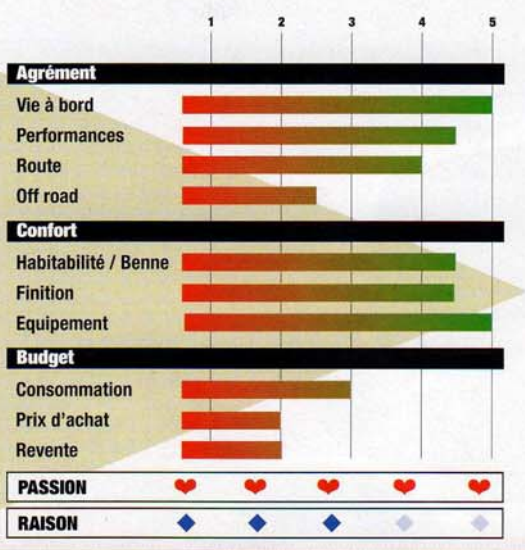 1 2 3 4 5
Agrément
Vie à bord
Performances
Route
Off road
Confort
Habitabilité / Benne
Finition
Equipement
Budget
Consommation
Prix d'achat
Revente
PASSION
RAISON